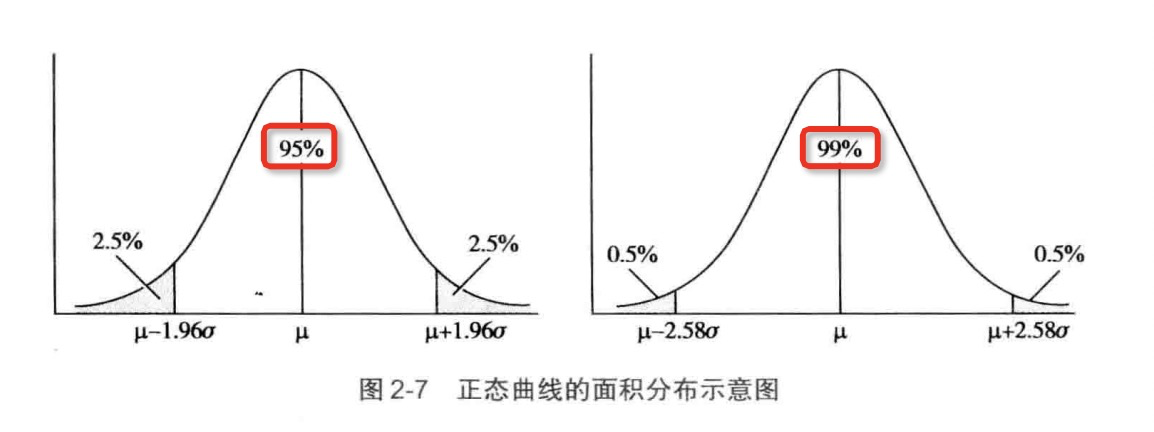 95%
2.5%
2.5%
μ−1.96σ
μ
μ+1.96σ
99%
0.5%
0.5%
μ−2.58σ
μ
μ+2.58σ
图 2-7 正态曲线的面积分布示意图